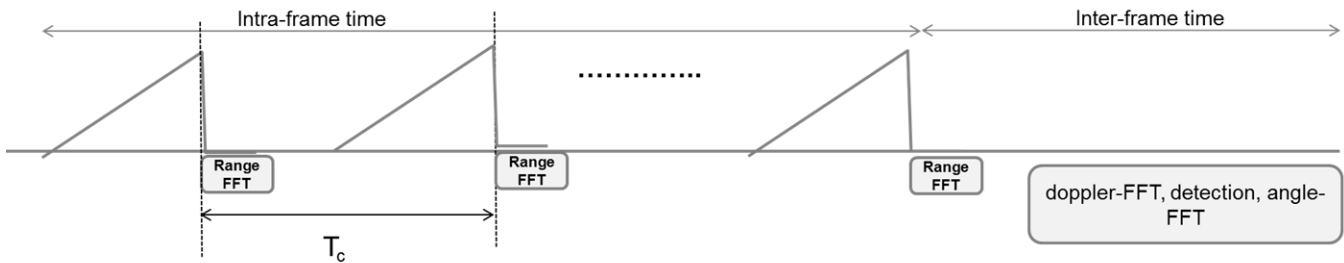 Intra-frame time
Inter-frame time
Range
FFT
Range
FFT
Range
FFT
doppler-FFT, detection, angle-
FFT
Tc